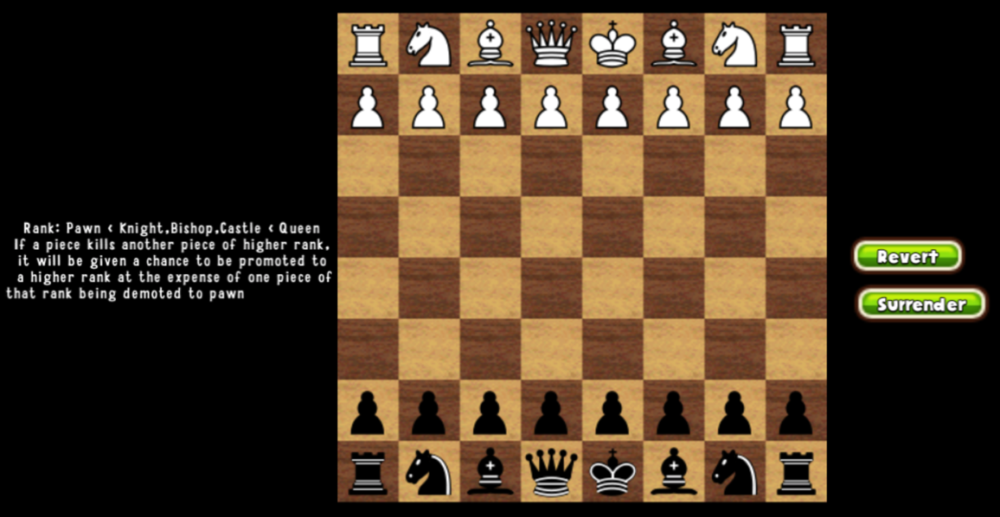 Rank: Pawn < Knight,Bishop,Castle < Queen
If a piece kills another piece of higher rank,
it will be given a chance to be promoted to
a higher rank at the expense of one piece of
that rank being demoted to pawn
Revert
Surrender